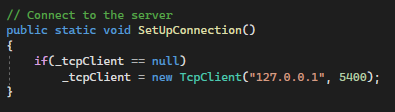 // Connect to the server
public static void SetUpConnection()
{
    if(_tcpClient == null)
        _tcpClient = new TcpClient("127.0.0.1", 5400);
}